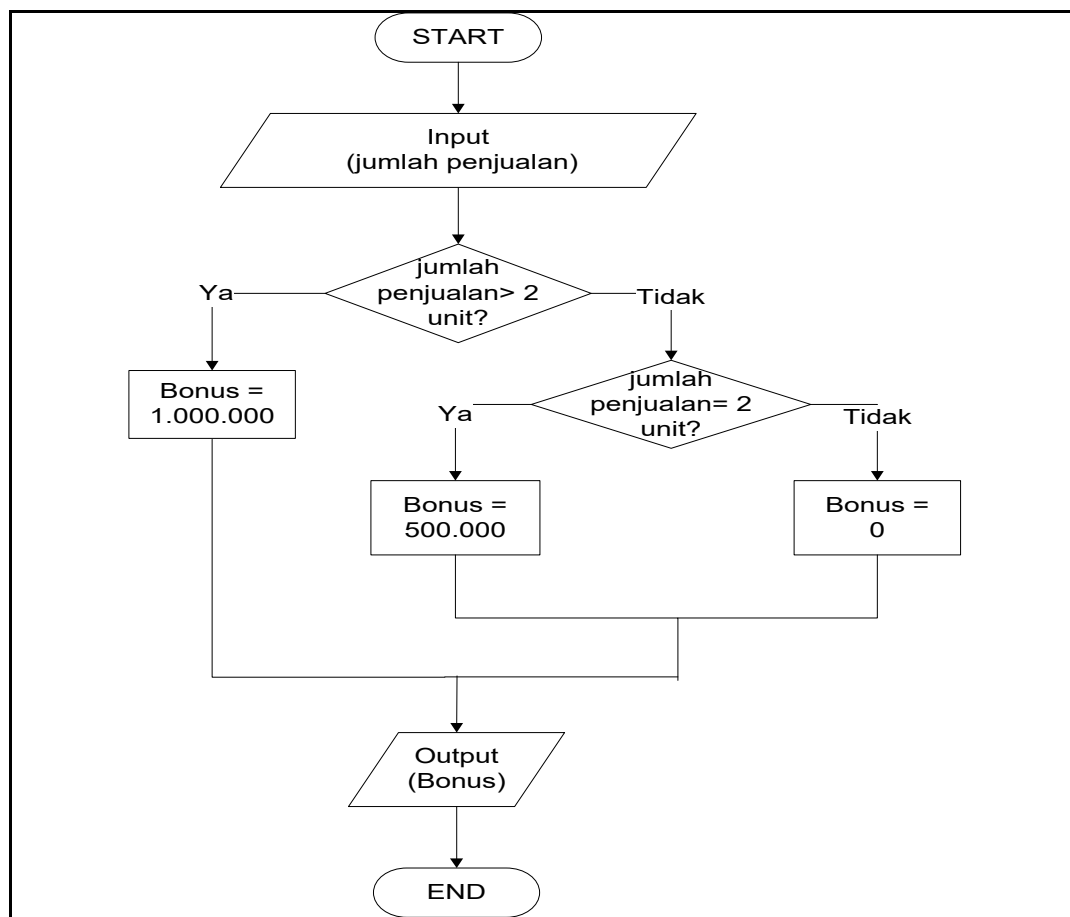 START
Input
(jumlah penjualan)
jumlah
penjualan> 2
unit?
Ya
Tidak
Bonus =
1.000.000
jumlah
penjualan= 2
unit?
Ya
Tidak
Bonus =
500.000
Bonus =
0
Output
(Bonus)
END